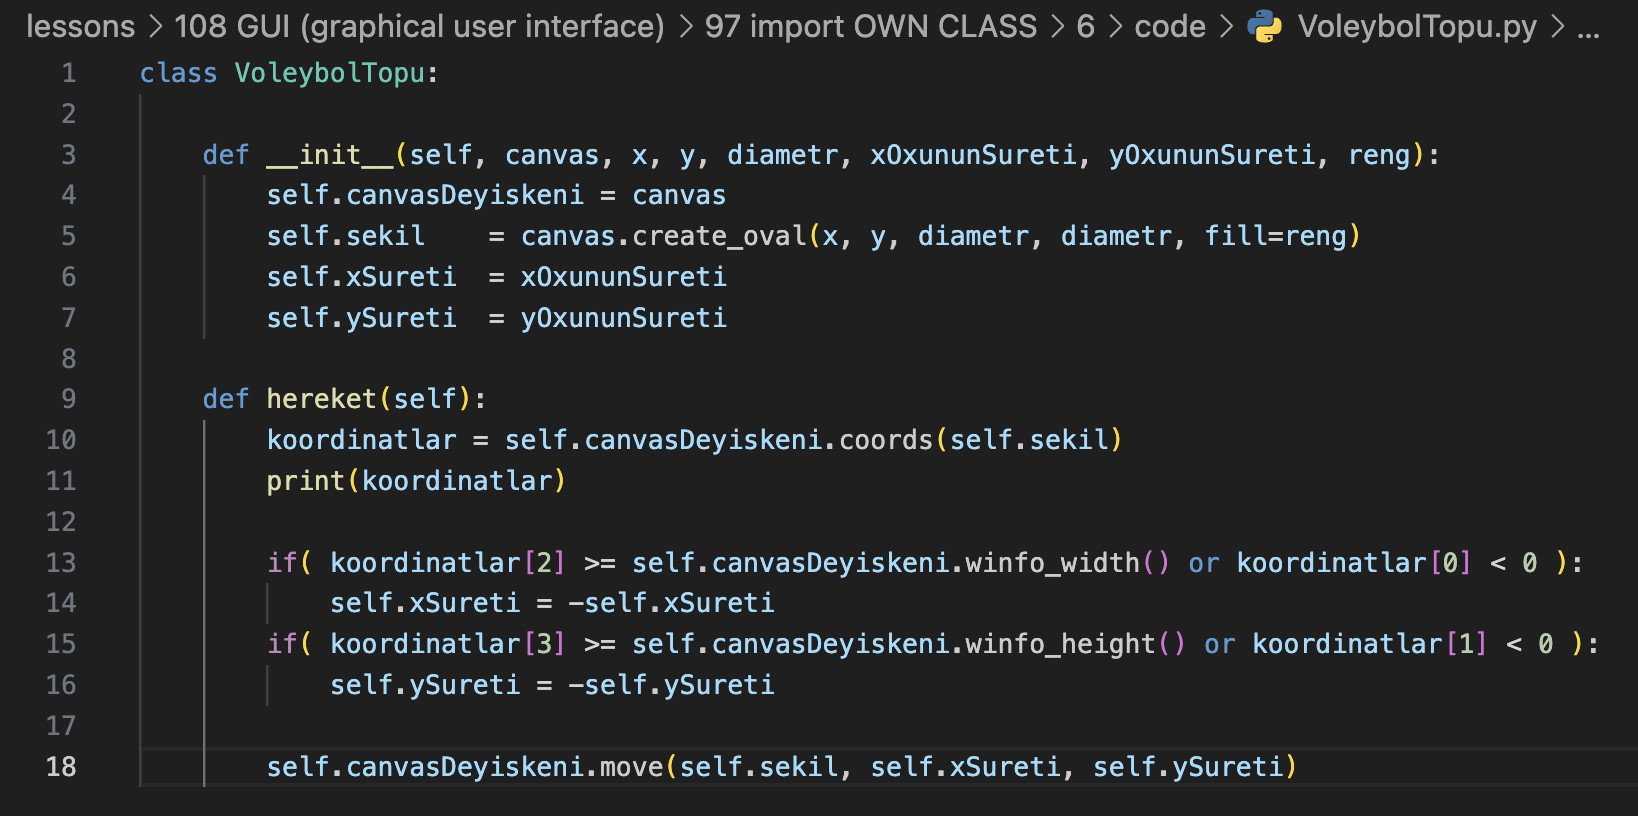 lessons > 108 GUI (graphical user interface) > 97 import OWN CLASS > 6 > code > VoleybolTopu.py > ...
1 class VoleybolTopu:
2
3 def __init__(self, canvas, x, y, diametr, xOxununSureti, yOxununSureti, reng):
4 self.canvasDeyiskeni = canvas
5 self.sekil    = canvas.create_oval(x, y, diametr, diametr, fill=reng)
6 self.xSureti  = xOxununSureti
7 self.ySureti  = yOxununSureti
8
9 def hereket(self):
10 koordinatlar = self.canvasDeyiskeni.coords(self.sekil)
11 print(koordinatlar)
12
13 if( koordinatlar[2] >= self.canvasDeyiskeni.winfo_width() or koordinatlar[0] < 0 ):
14 self.xSureti = -self.xSureti
15 if( koordinatlar[3] >= self.canvasDeyiskeni.winfo_height() or koordinatlar[1] < 0 ):
16 self.ySureti = -self.ySureti
17
18 self.canvasDeyiskeni.move(self.sekil, self.xSureti, self.ySureti)